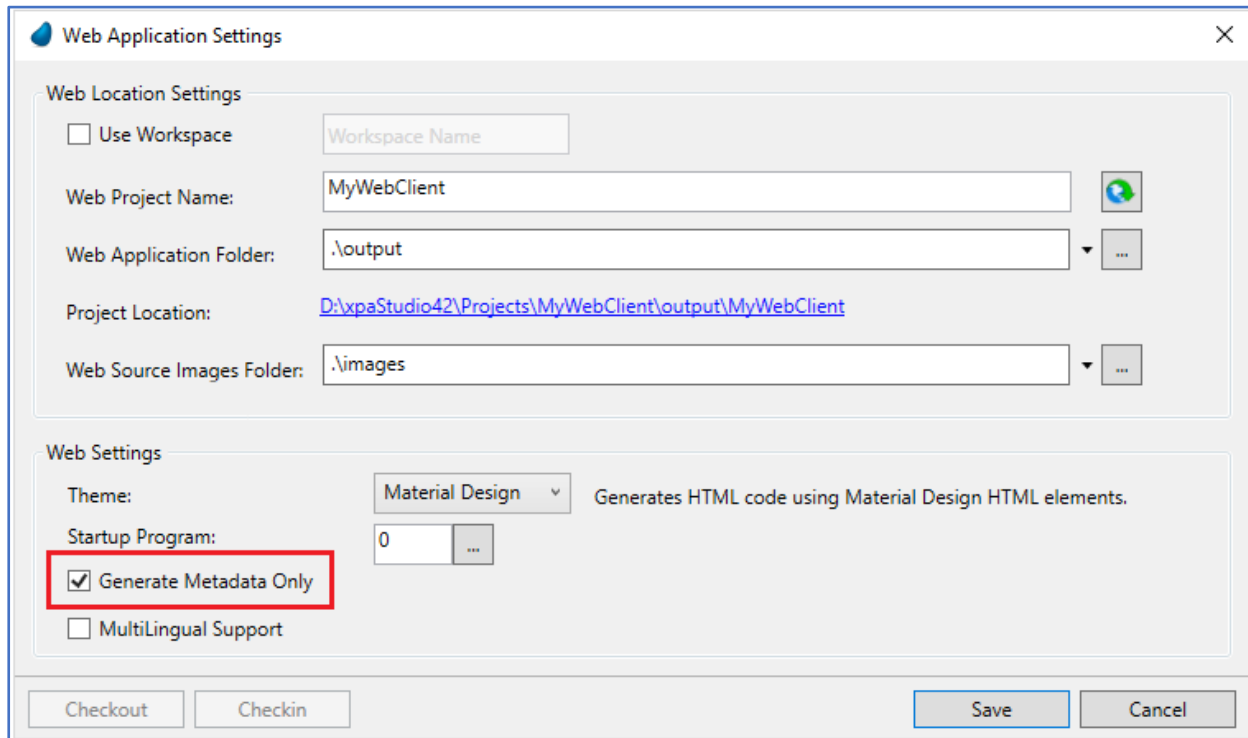 Web Application Settings
Web Location Settings
Use Workspace Workspace Name
Web Project Name: MyWebClient
Web Application Folder: .\output ...
Project Location: D:\xpaStudio42\Projects\MyWebClient\output\MyWebClient
Web Source Images Folder: .\images ...
Web Settings
Theme: Material Design Generates HTML code using Material Design HTML elements.
Startup Program: 0 ...
Generate Metadata Only
MultiLingual Support
Checkout Checkin Save Cancel